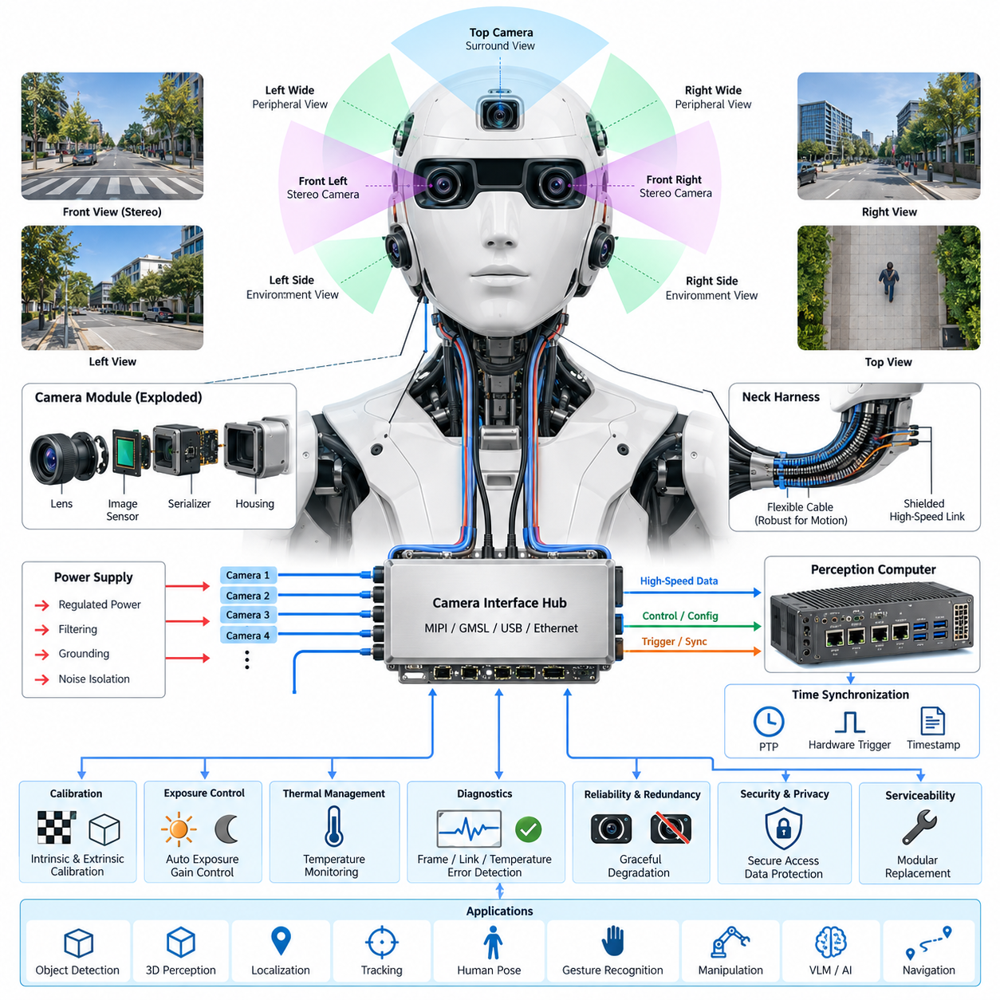 Top Camera
Surround View
Left Wide
Peripheral View
Right Wide
Peripheral View
Front Left
Stereo Camera
Front Right
Stereo Camera
Left Side
Environment View
Right Side
Environment View
Front View (Stereo)
Left View
Right View
Top View
Camera Module (Exploded)
Lens
Image
Sensor
Serializer
Housing
Neck Harness
Flexible Cable
(Robust for Motion)
Shielded
High-Speed Link
Power Supply
Regulated Power
Filtering
Grounding
Noise Isolation
Camera 1
Camera 2
Camera 3
Camera 4
Camera Interface Hub
MIPI / GMSL / USB / Ethernet
High-Speed Data
Control / Config
Trigger / Sync
Perception Computer
Time Synchronization
PTP
Hardware Trigger
Timestamp
Calibration
Intrinsic & Extrinsic
Calibration
Exposure Control
Auto Exposure
Gain Control
Thermal Management
Temperature
Monitoring
Diagnostics
Frame / Link / Temperature
Error Detection
Reliability & Redundancy
Graceful
Degradation
Security & Privacy
Secure Access
Data Protection
Serviceability
Modular
Replacement
Applications
Object Detection
3D Perception
Localization
Tracking
Human Pose
Gesture Recognition
Manipulation
VLM / AI
Navigation